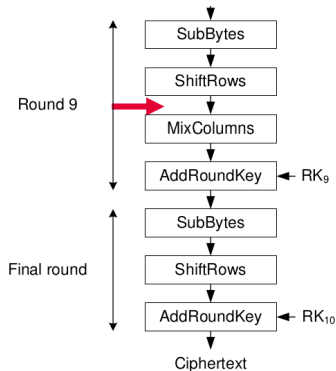 SubBytes
ShiftRows
Round 9
MixColumns
AddRoundKey
RK₉
SubBytes
Final round
ShiftRows
AddRoundKey
RK₁₀
Ciphertext